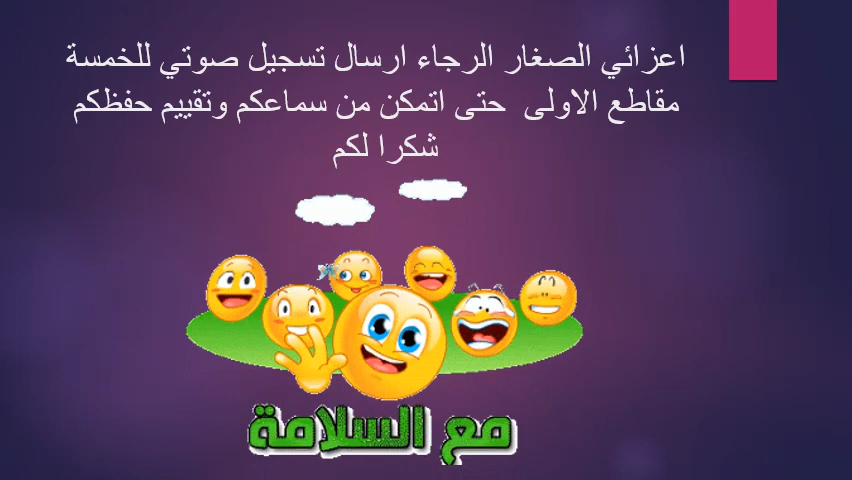 اعزائي الصغار الرجاء ارسال تسجيل صوتي للخمسة
مقاطع الاولى حتى اتمكن من سماعكم وتقييم حفظكم
شكرا لكم
مع السلامة